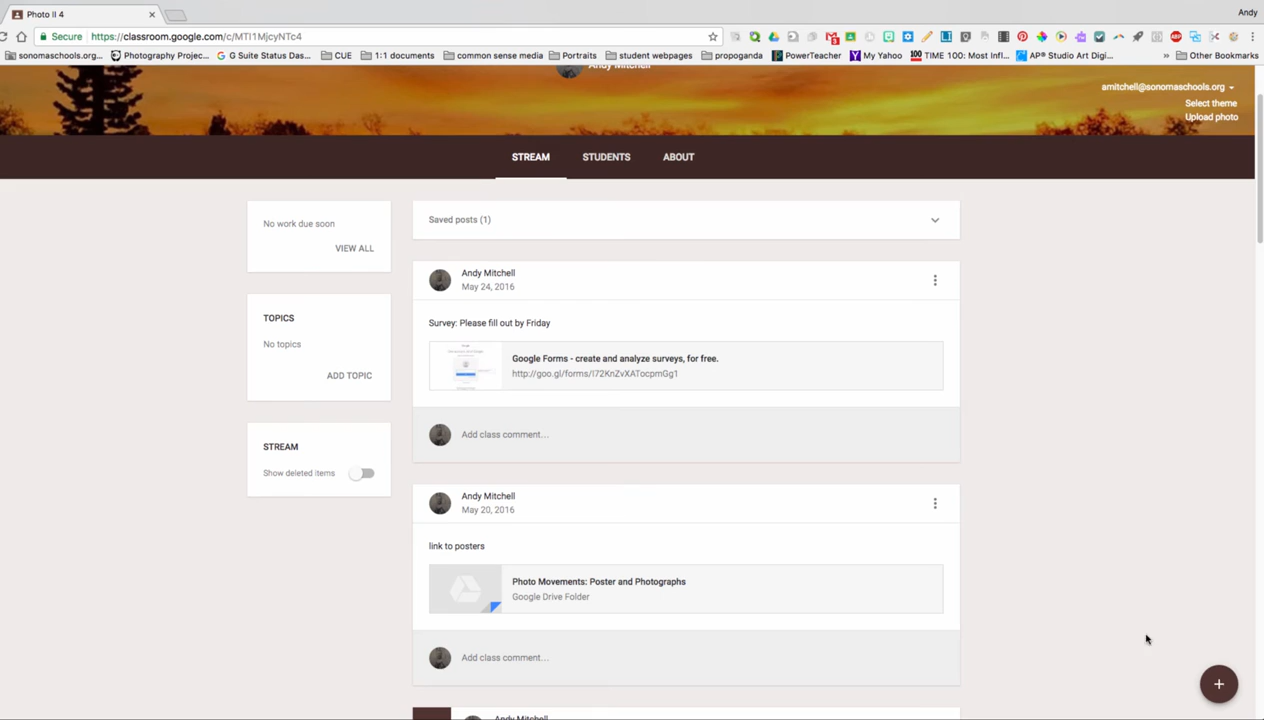 Photo II 4
Andy
Secure
https://classroom.google.com/c/MTI1MjcyNTc4
sonomaschools.org...
Photography Projec...
G Suite Status Das...
CUE
1:1 documents
common sense media
Portraits
student webpages
propoganda
PowerTeacher
My Yahoo
TIME 100: Most Infl...
AP® Studio Art Digi...
»
Other Bookmarks
Andy Mitchell
amitchell@sonomaschools.org
Select theme
Upload photo
STREAM
STUDENTS
ABOUT
No work due soon
VIEW ALL
TOPICS
No topics
ADD TOPIC
STREAM
Show deleted items
Saved posts (1)
Andy Mitchell
May 24, 2016
Survey: Please fill out by Friday
Google Forms - create and analyze surveys, for free.
http://goo.gl/forms/l72KnZvXATocpmGg1
Add class comment...
Andy Mitchell
May 20, 2016
link to posters
Photo Movements: Poster and Photographs
Google Drive Folder
Add class comment...
Andy Mitchell
+